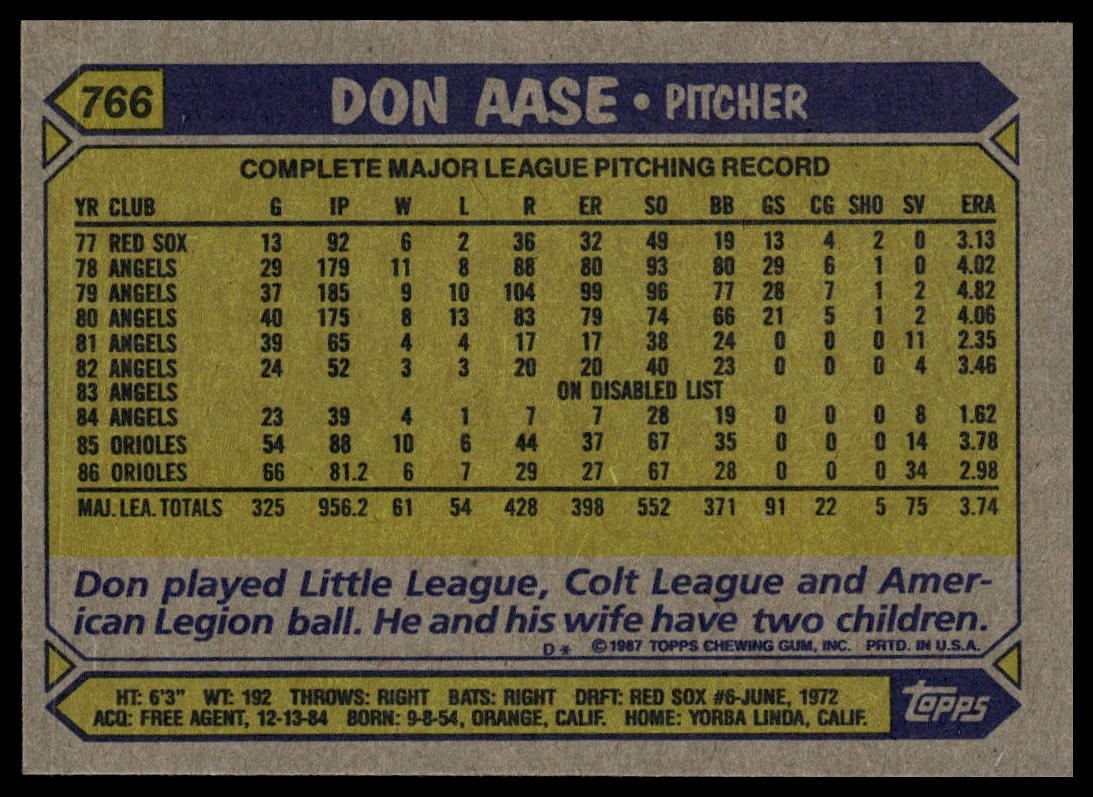 766 DON AASE • PITCHER
COMPLETE MAJOR LEAGUE PITCHING RECORD
YR CLUB G IP W L R ER SO BB GS CG SHO SV ERA
77 RED SOX 13 92 6 2 36 32 49 19 13 4 2 0 3.13
78 ANGELS 29 179 11 8 88 80 93 80 29 6 1 0 4.02
79 ANGELS 37 185 9 10 104 99 96 77 28 7 1 2 4.82
80 ANGELS 40 175 8 13 83 79 74 66 21 5 1 2 4.06
81 ANGELS 39 65 4 4 17 17 38 24 0 0 0 11 2.35
82 ANGELS 24 52 3 3 20 20 40 23 0 0 0 4 3.46
83 ANGELS ON DISABLED LIST
84 ANGELS 23 39 4 1 7 7 28 19 0 0 0 8 1.62
85 ORIOLES 54 88 10 6 44 37 67 35 0 0 0 14 3.78
86 ORIOLES 66 81.2 6 7 29 27 67 28 0 0 0 34 2.98
MAJ. LEA. TOTALS 325 956.2 61 54 428 398 552 371 91 22 5 75 3.74
Don played Little League, Colt League and Amer-
ican Legion ball. He and his wife have two children.
D* ©1987 TOPPS CHEWING GUM, INC. PRTD. IN U.S.A.
HT: 6'3" WT: 192 THROWS: RIGHT BATS: RIGHT DRFT: RED SOX #6-JUNE, 1972
ACQ: FREE AGENT, 12-13-84 BORN: 9-8-54, ORANGE, CALIF. HOME: YORBA LINDA, CALIF.
topps